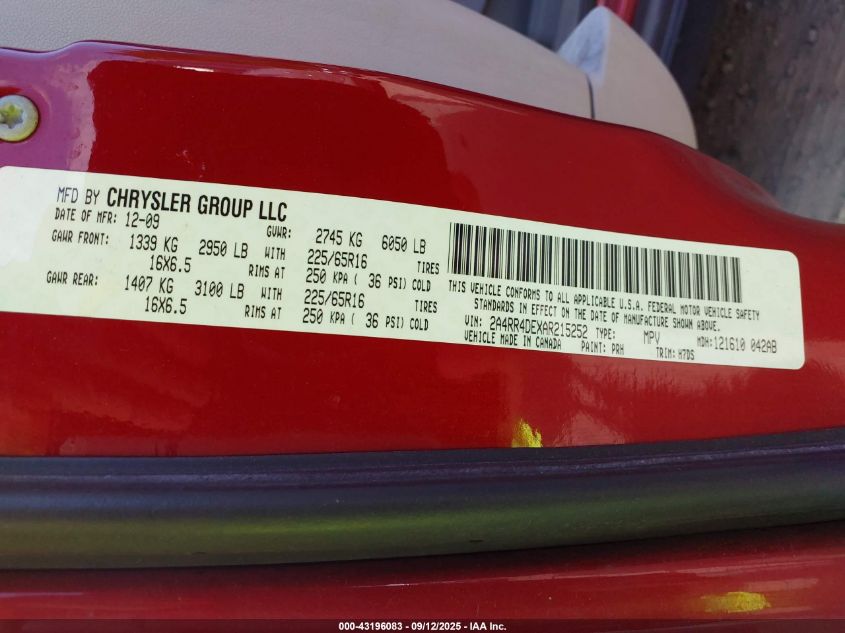 MFD BY CHRYSLER GROUP LLC
DATE OF MFR: 12-09 GVWR: 2745 KG 6050 LB
GAWR FRONT: 1339 KG 2950 LB WITH 225/65R16 TIRES
16X6.5 RIMS AT 250 KPA ( 36 PSI) COLD
GAWR REAR: 1407 KG 3100 LB WITH 225/65R16 TIRES
16X6.5 RIMS AT 250 KPA ( 36 PSI) COLD
THIS VEHICLE CONFORMS TO ALL APPLICABLE U.S.A. FEDERAL MOTOR VEHICLE SAFETY
STANDARDS IN EFFECT ON THE DATE OF MANUFACTURE SHOWN ABOVE.
VIN: 2A4RR4DEXAR215252 TYPE: MPV MDH:121610 042AB
VEHICLE MADE IN CANADA PAINT: PRH TRIM: H7DS
000-43196083 - 09/12/2025 - IAA Inc.